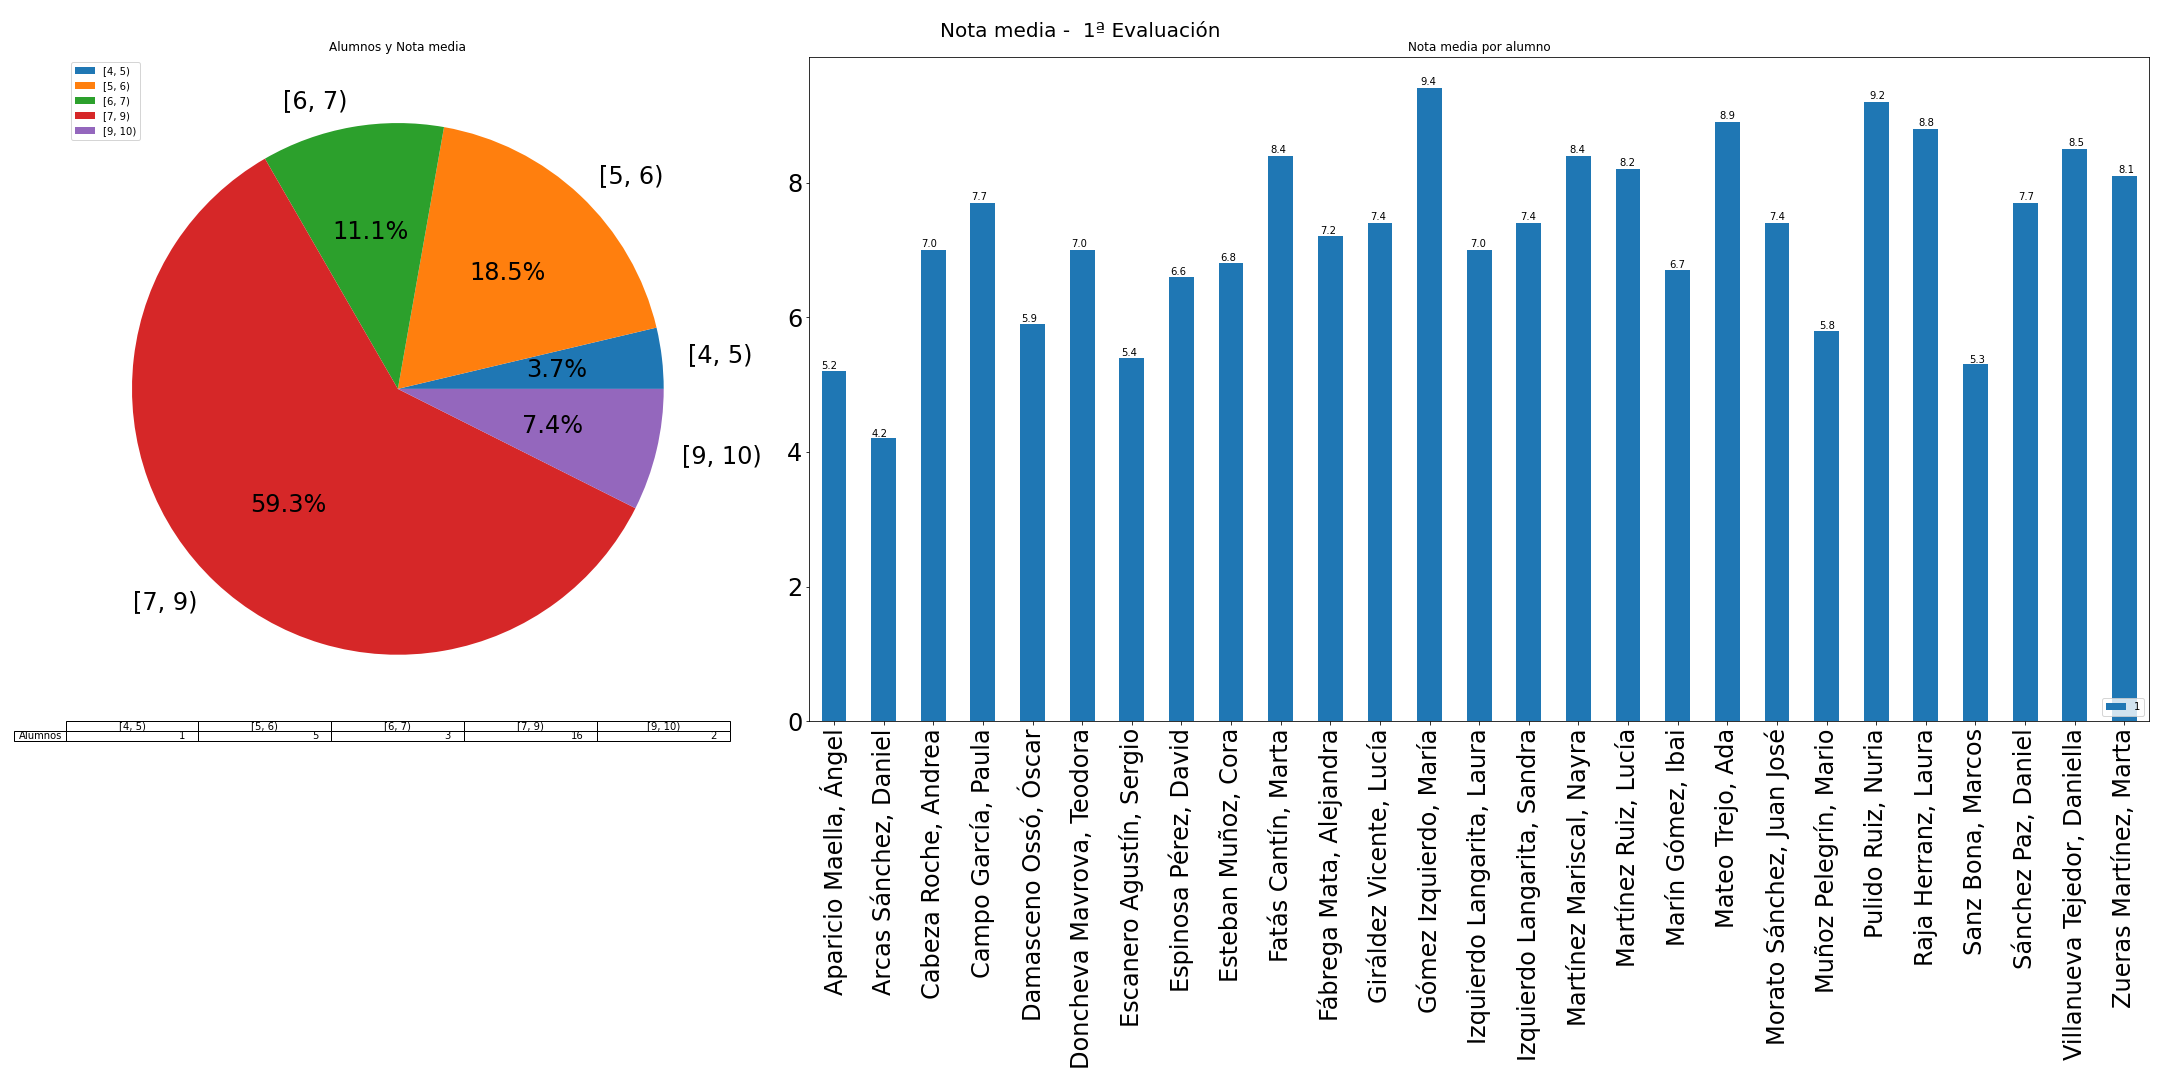 Nota media -  1ª Evaluación
Alumnos y Nota media
[4, 5)
[5, 6)
[6, 7)
[7, 9)
[9, 10)
[6, 7)
[5, 6)
[4, 5)
[9, 10)
[7, 9)
11.1%
18.5%
3.7%
7.4%
59.3%
[4, 5) [5, 6) [6, 7) [7, 9) [9, 10)
Alumnos 1 5 3 16 2
Nota media por alumno
8
6
4
2
0
5.2
4.2
7.0
7.7
5.9
7.0
5.4
6.6
6.8
8.4
7.2
7.4
9.4
7.0
7.4
8.4
8.2
6.7
8.9
7.4
5.8
9.2
8.8
5.3
7.7
8.5
8.1
1
Aparicio Maella, Ángel
Arcas Sánchez, Daniel
Cabeza Roche, Andrea
Campo García, Paula
Damasceno Ossó, Óscar
Doncheva Mavrova, Teodora
Escanero Agustín, Sergio
Espinosa Pérez, David
Esteban Muñoz, Cora
Fatás Cantín, Marta
Fábrega Mata, Alejandra
Giráldez Vicente, Lucía
Gómez Izquierdo, María
Izquierdo Langarita, Laura
Izquierdo Langarita, Sandra
Martínez Mariscal, Nayra
Martínez Ruiz, Lucía
Marín Gómez, Ibai
Mateo Trejo, Ada
Morato Sánchez, Juan José
Muñoz Pelegrín, Mario
Pulido Ruiz, Nuria
Raja Herranz, Laura
Sanz Bona, Marcos
Sánchez Paz, Daniel
Villanueva Tejedor, Daniella
Zueras Martínez, Marta